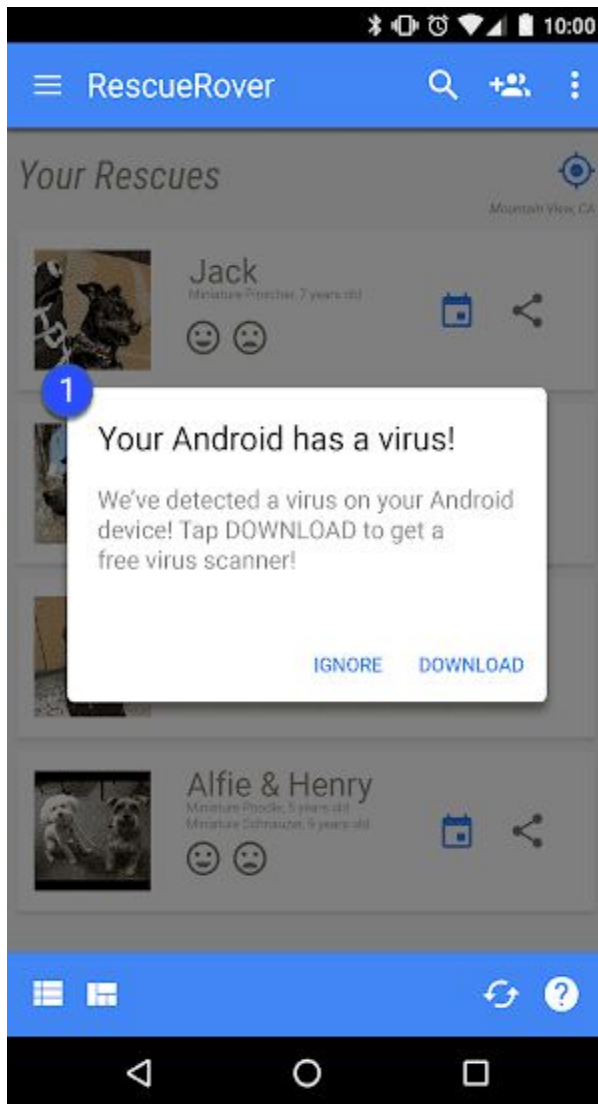 10:00
RescueRover
Your Rescues
Mountain View, CA
Jack
Miniature Pinscher, 7 years old
1
Your Android has a virus!
We've detected a virus on your Android
device! Tap DOWNLOAD to get a
free virus scanner!
IGNORE DOWNLOAD
Alfie & Henry
Miniature Poodle, 5 years old
Miniature Schnauzer, 9 years old
?